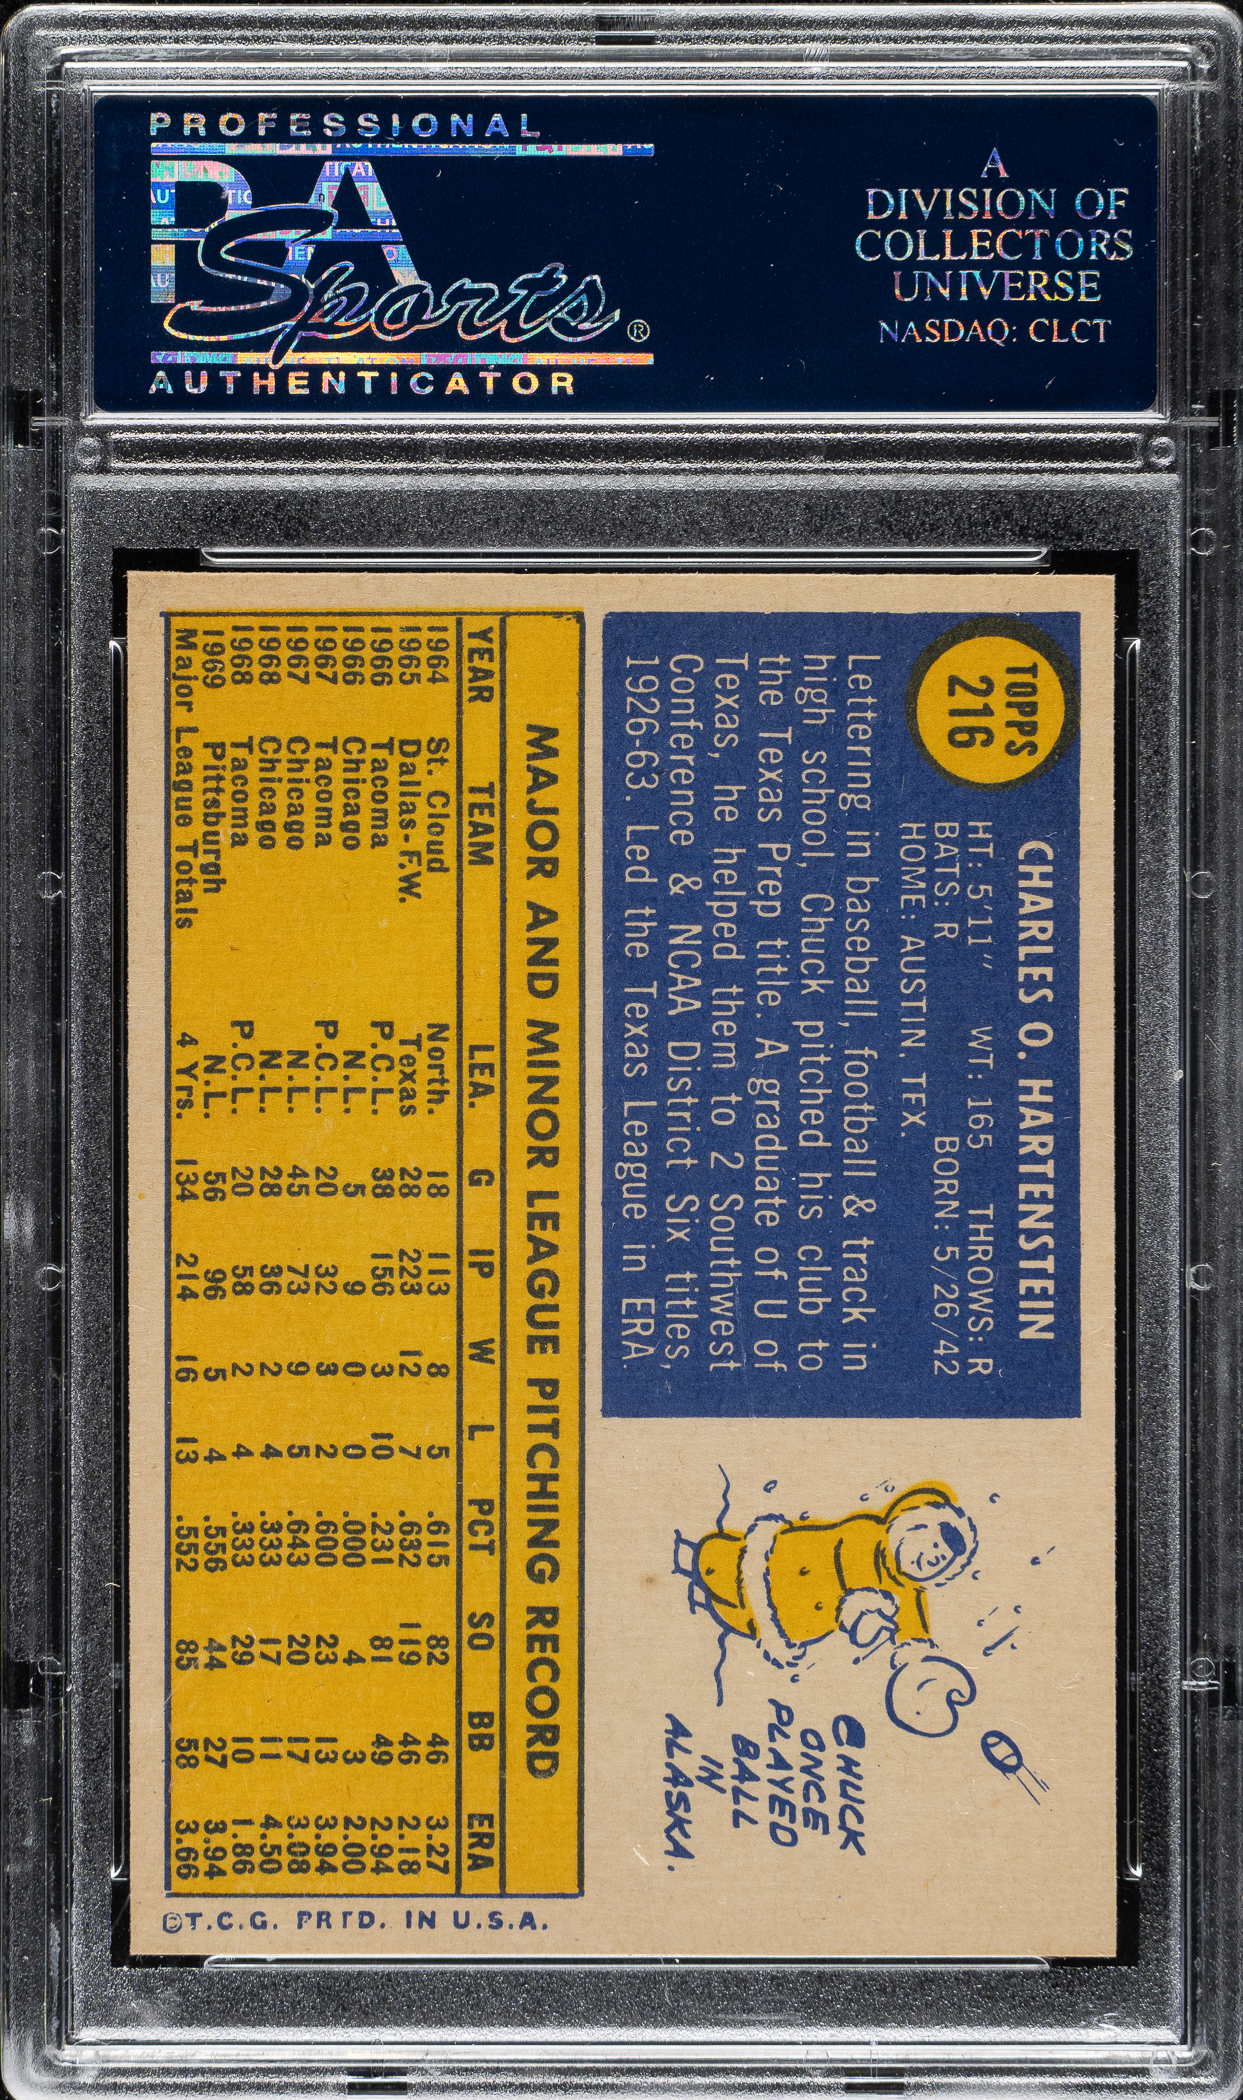 PROFESSIONAL
PSA
Sports®
AUTHENTICATOR
A
DIVISION OF
COLLECTORS
UNIVERSE
NASDAQ: CLCT
TOPPS
216
CHARLES O. HARTENSTEIN
HT: 5'11" WT: 165 THROWS: R
BATS: R BORN: 5/26/42
HOME: AUSTIN, TEX.
Lettering in baseball, football & track in
high school, Chuck pitched his club to
the Texas Prep title. A graduate of U of
Texas, he helped them to 2 Southwest
Conference & NCAA District Six titles,
1926-63. Led the Texas League in ERA.
CHUCK
ONCE
PLAYED
BALL
IN
ALASKA.
MAJOR AND MINOR LEAGUE PITCHING RECORD
YEAR TEAM LEA. G IP W L PCT SO BB ERA
1964 St. Cloud North. 18 113 8 5 .615 82 46 3.27
1965 Dallas-F.W. Texas 28 223 12 7 .632 119 46 2.18
1966 Tacoma P.C.L. 38 156 3 10 .231 81 49 2.94
1966 Chicago N.L. 5 9 0 0 .000 4 3 2.00
1967 Tacoma P.C.L. 20 32 3 2 .600 23 13 3.94
1967 Chicago N.L. 45 73 9 5 .643 20 17 3.08
1968 Chicago N.L. 28 36 2 4 .333 17 11 4.50
1968 Tacoma P.C.L. 20 58 2 4 .333 29 10 1.86
1969 Pittsburgh N.L. 56 96 5 4 .556 44 27 3.94
Major League Totals 4 Yrs. 134 214 16 13 .552 85 58 3.66
©T.C.G. PRTD. IN U.S.A.